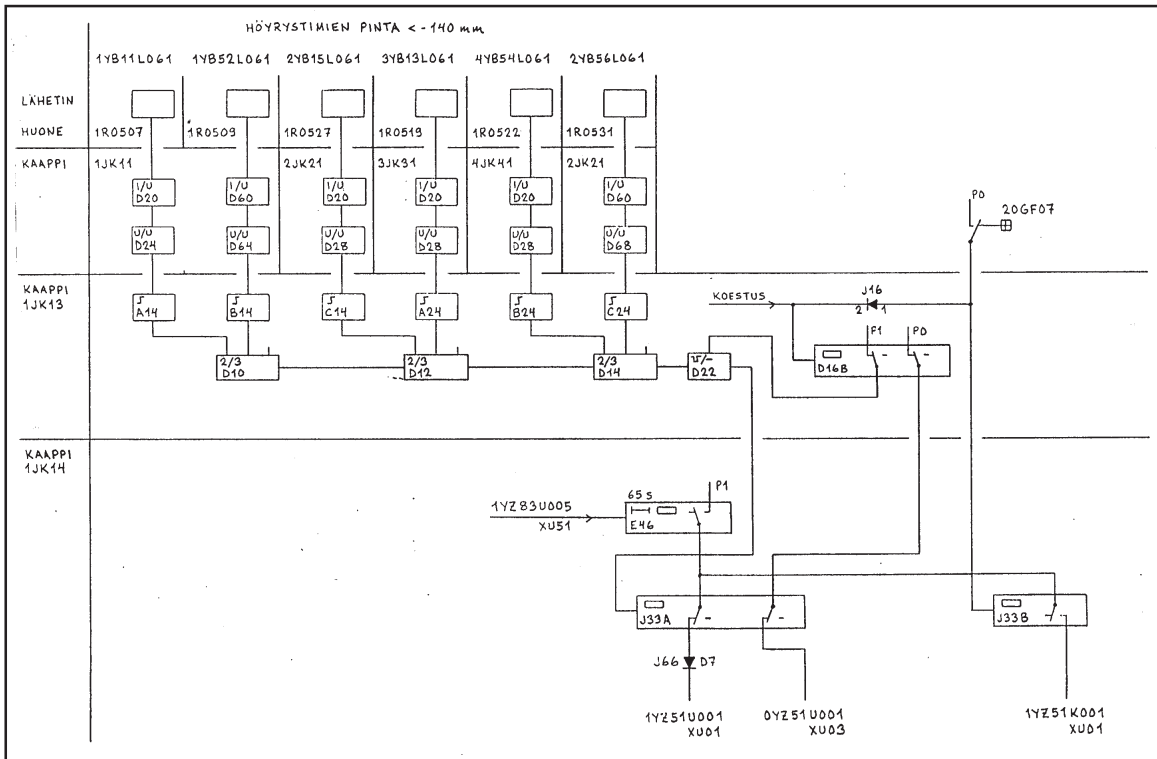 HÖYRYSTIMIEN PINTA < -140 mm
1YB11L061 1YB52L061 2YB15L061 3YB13L061 4YB54L061 2YB56L061
LÄHETIN
HUONE 1R0507 1R0509 1R0527 1R0519 1R0522 1R0531
KAAPPI 1JK11 2JK21 3JK31 4JK41 2JK21
I/U I/U I/U I/U I/U I/U
D20 D60 D20 D20 D20 D60
P0
20GF07
U/U U/U U/U U/U U/U U/U
D24 D64 D28 D28 D28 D68
KAAPPI
1JK13
A14 B14 C14 A24 B24 C24
KOESTUS
J16
2 1
F1 P0
D16B
2/3 2/3 2/3
D10 D12 D14 D22
KAAPPI
1JK14
1YZ83U005
XU51
65 s P1
E46
J33A J33B
J66 D7
1YZ51U001 0YZ51U001 1YZ51K001
XU01 XU03 XU01